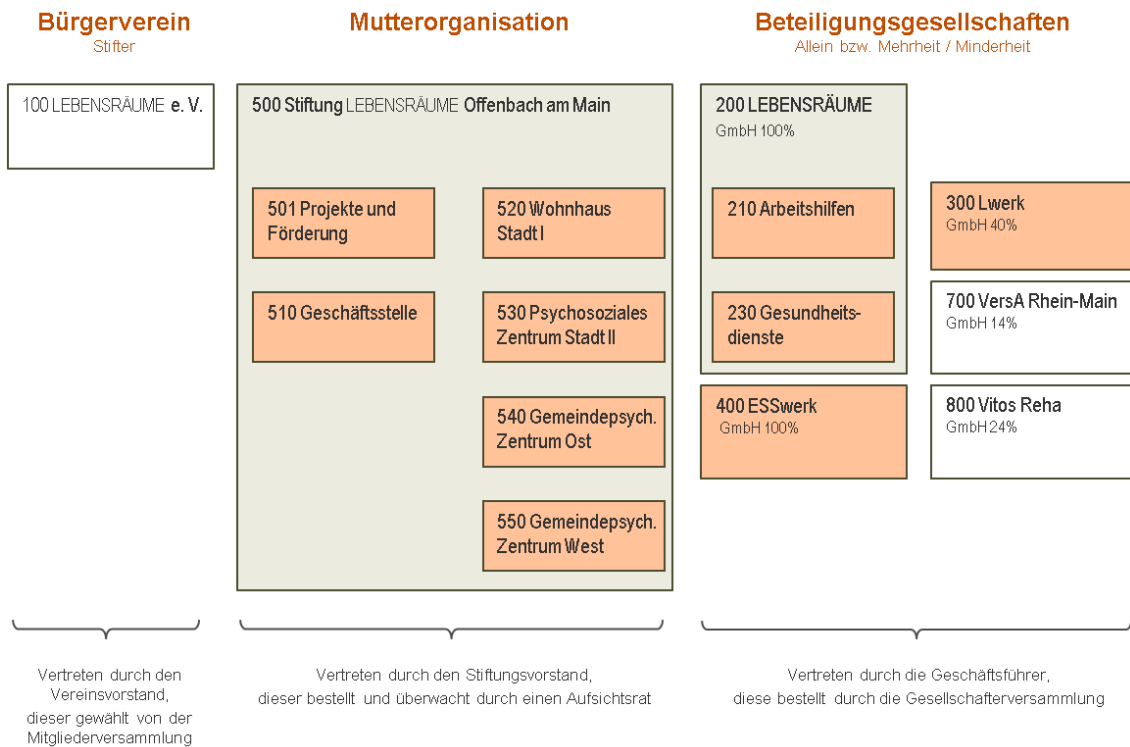 Bürgerverein
Stifter
100 LEBENSRÄUME e. V.
Mutterorganisation
500 Stiftung LEBENSRÄUME Offenbach am Main
501 Projekte und
Förderung
510 Geschäftsstelle
520 Wohnhaus
Stadt I
530 Psychosoziales
Zentrum Stadt II
540 Gemeindepsych.
Zentrum Ost
550 Gemeindepsych.
Zentrum West
Beteiligungsgesellschaften
Allein bzw. Mehrheit / Minderheit
200 LEBENSRÄUME
GmbH 100%
210 Arbeitshilfen
230 Gesundheits-
dienste
400 ESSwerk
GmbH 100%
300 Lwerk
GmbH 40%
700 VersA Rhein-Main
GmbH 14%
800 Vitos Reha
GmbH 24%
Vertreten durch den
Vereinsvorstand,
dieser gewählt von der
Mitgliederversammlung
Vertreten durch den Stiftungsvorstand,
dieser bestellt und überwacht durch einen Aufsichtsrat
Vertreten durch die Geschäftsführer,
diese bestellt durch die Gesellschafterversammlung